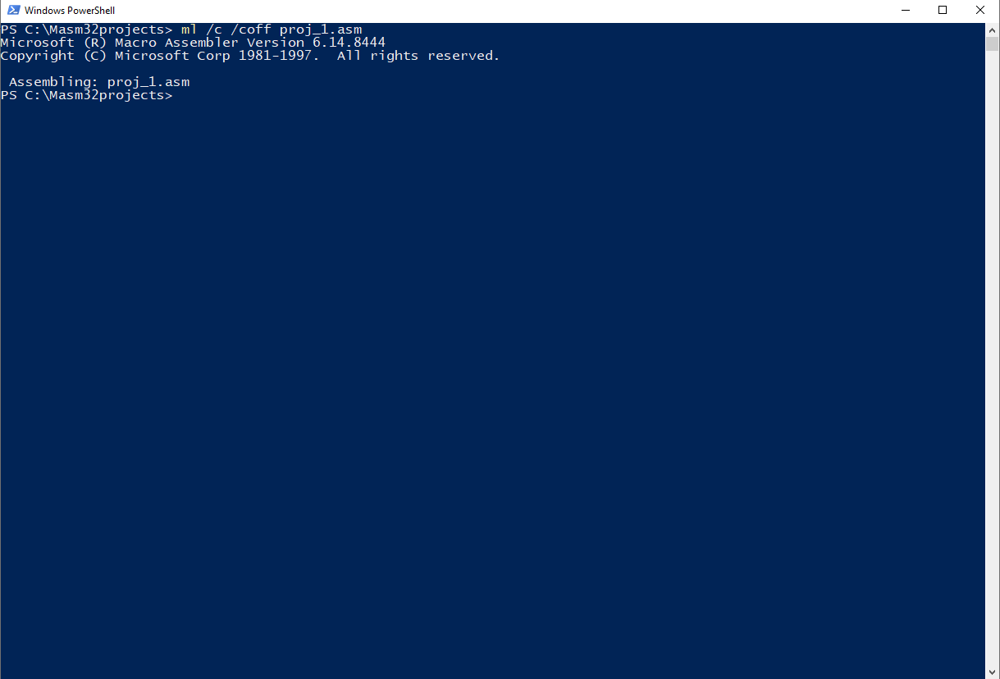 Windows PowerShell
PS C:\Masm32projects> ml /c /coff proj_1.asm
Microsoft (R) Macro Assembler Version 6.14.8444
Copyright (C) Microsoft Corp 1981-1997.  All rights reserved.
 Assembling: proj_1.asm
PS C:\Masm32projects>